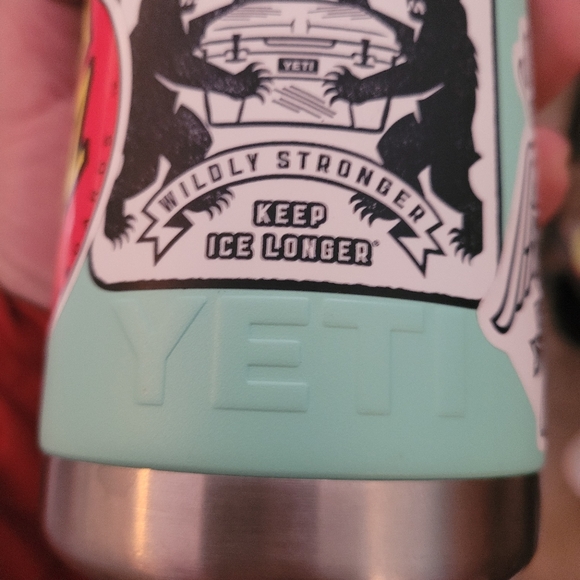 YETI
WILDLY STRONGER
KEEP
ICE LONGER®
YETI